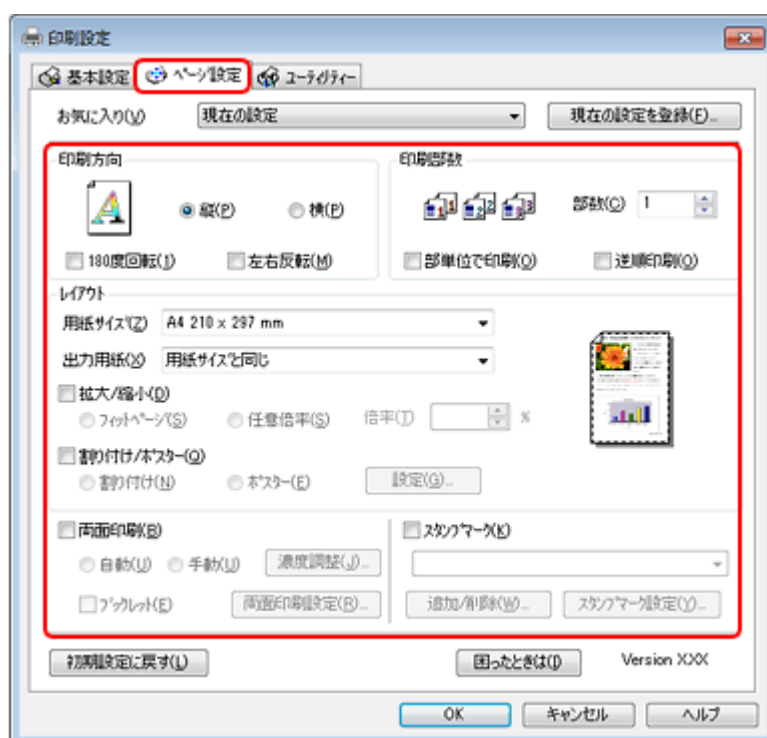 印刷設定
基本設定 ページ設定 ユーティリティー
お気に入り(V) 現在の設定 現在の設定を登録(F)...
印刷方向
縦(P) 横(P)
180度回転(1) 左右反転(M)
印刷部数
1 1 2 2 3 3 部数(C) 1
部単位で印刷(O) 逆順印刷(O)
レイアウト
用紙サイズ(Z) A4 210 x 297 mm
出力用紙(X) 用紙サイズと同じ
拡大/縮小(D)
フィットページ(S) 任意倍率(S) 倍率(T) %
割り付け/ポスター(Q)
割り付け(N) ポスター(E) 設定(G)...
両面印刷(B)
自動(U) 手動(U) 濃度調整(J)...
ブックレット(E) 両面印刷設定(R)...
スタンプマーク(K)
追加/削除(W)... スタンプマーク設定(Y)...
初期設定に戻す(L) 困ったときは(I) Version X.XX
OK キャンセル ヘルプ